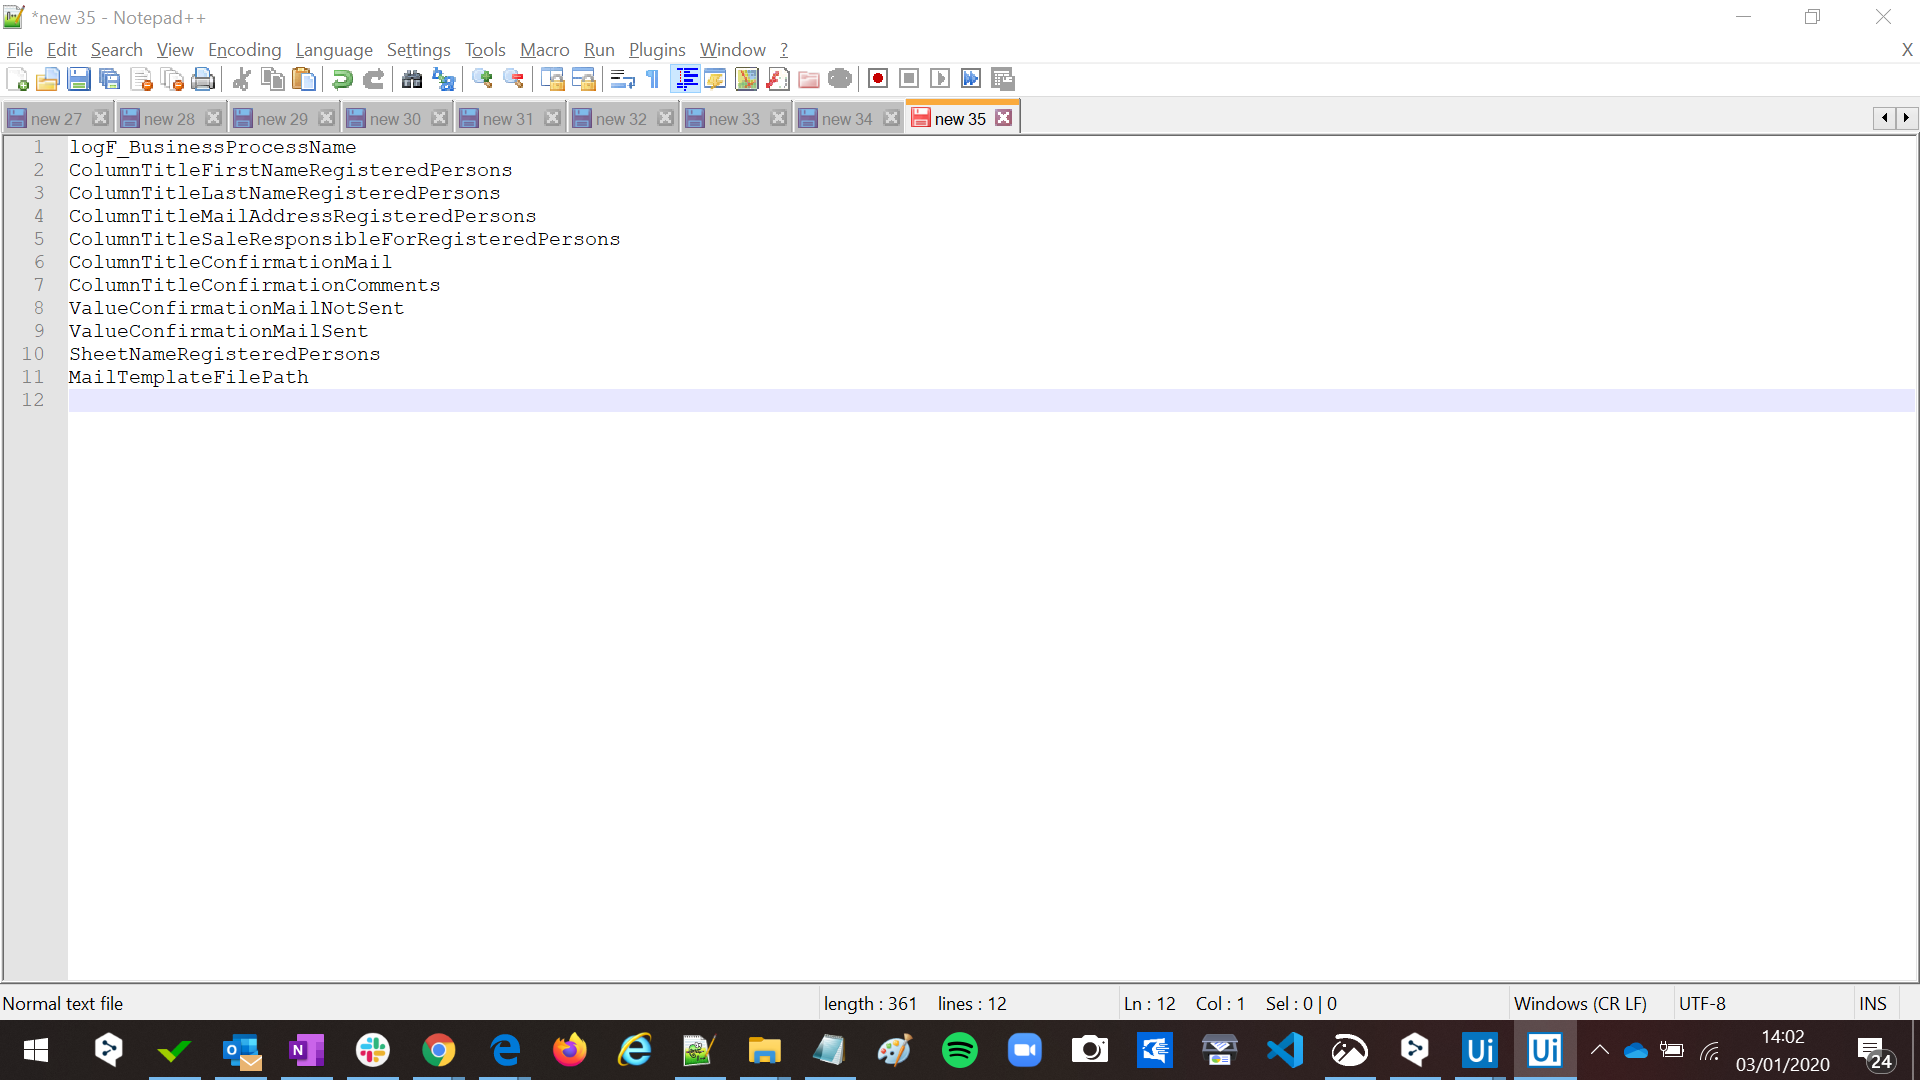 *new 35 - Notepad++
File Edit Search View Encoding Language Settings Tools Macro Run Plugins Window ? X
new 27 new 28 new 29 new 30 new 31 new 32 new 33 new 34 new 35
1 logF_BusinessProcessName
2 ColumnTitleFirstNameRegisteredPersons
3 ColumnTitleLastNameRegisteredPersons
4 ColumnTitleMailAddressRegisteredPersons
5 ColumnTitleSaleResponsibleForRegisteredPersons
6 ColumnTitleConfirmationMail
7 ColumnTitleConfirmationComments
8 ValueConfirmationMailNotSent
9 ValueConfirmationMailSent
10 SheetNameRegisteredPersons
11 MailTemplateFilePath
12
Normal text file length : 361 lines : 12 Ln : 12 Col : 1 Sel : 0 | 0 Windows (CR LF) UTF-8 INS
Ui Ui 14:02
03/01/2020 24